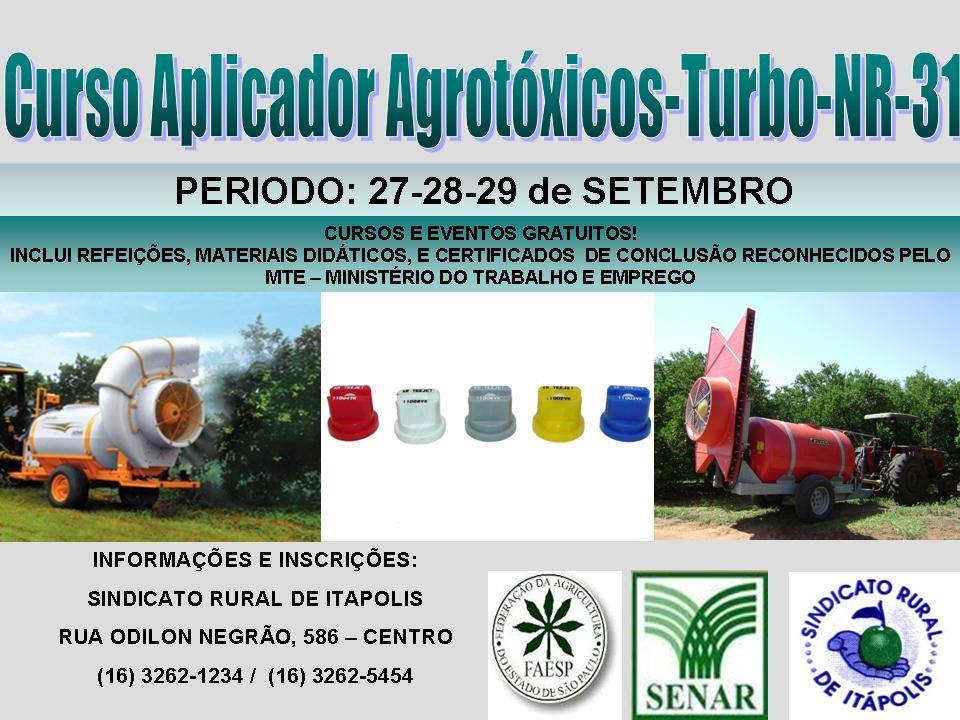 Curso Aplicador Agrotóxicos-Turbo-NR-31
PERIODO: 27-28-29 de SETEMBRO
CURSOS E EVENTOS GRATUITOS!
INCLUI REFEIÇÕES, MATERIAIS DIDÁTICOS, E CERTIFICADOS DE CONCLUSÃO RECONHECIDOS PELO
MTE – MINISTÉRIO DO TRABALHO E EMPREGO
INFORMAÇÕES E INSCRIÇÕES:
SINDICATO RURAL DE ITAPOLIS
RUA ODILON NEGRÃO, 586 – CENTRO
(16) 3262-1234 / (16) 3262-5454
FEDERAÇÃO DA AGRICULTURA
DO ESTADO DE SÃO PAULO
FAESP
SENAR
SINDICATO RURAL
DE ITÁPOLIS